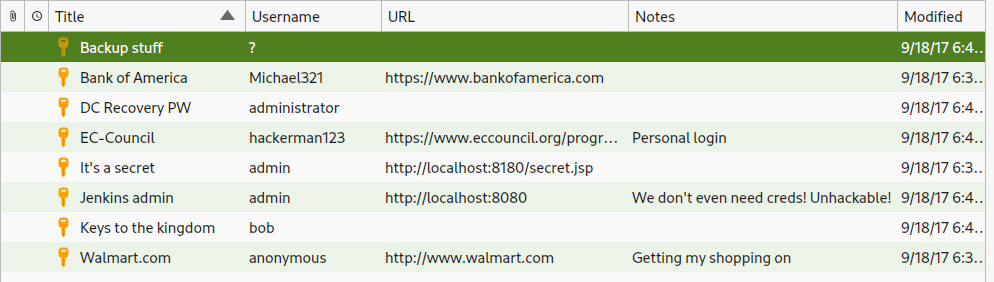 Title Username URL Notes Modified
Backup stuff ? 9/18/17 6:4…
Bank of America Michael321 https://www.bankofamerica.com 9/18/17 6:3…
DC Recovery PW administrator 9/18/17 6:4…
EC-Council hackerman123 https://www.eccouncil.org/progr… Personal login 9/18/17 6:4…
It's a secret admin http://localhost:8180/secret.jsp 9/18/17 6:3…
Jenkins admin admin http://localhost:8080 We don't even need creds! Unhackable! 9/18/17 6:4…
Keys to the kingdom bob 9/18/17 6:4…
Walmart.com anonymous http://www.walmart.com Getting my shopping on 9/18/17 6:3…